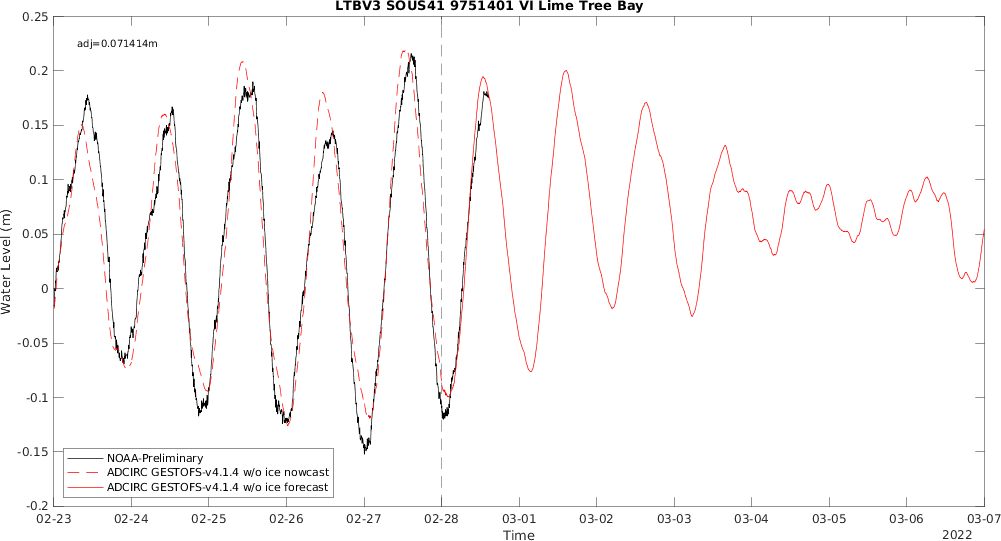 LTBV3 SOUS41 9751401 VI Lime Tree Bay
adj=0.071414m
0.25
0.2
0.15
0.1
0.05
0
-0.05
-0.1
-0.15
-0.2
Water Level (m)
NOAA-Preliminary
ADCIRC GESTOFS-v4.1.4 w/o ice nowcast
ADCIRC GESTOFS-v4.1.4 w/o ice forecast
02-23 02-24 02-25 02-26 02-27 02-28 03-01 03-02 03-03 03-04 03-05 03-06 03-07
Time
2022